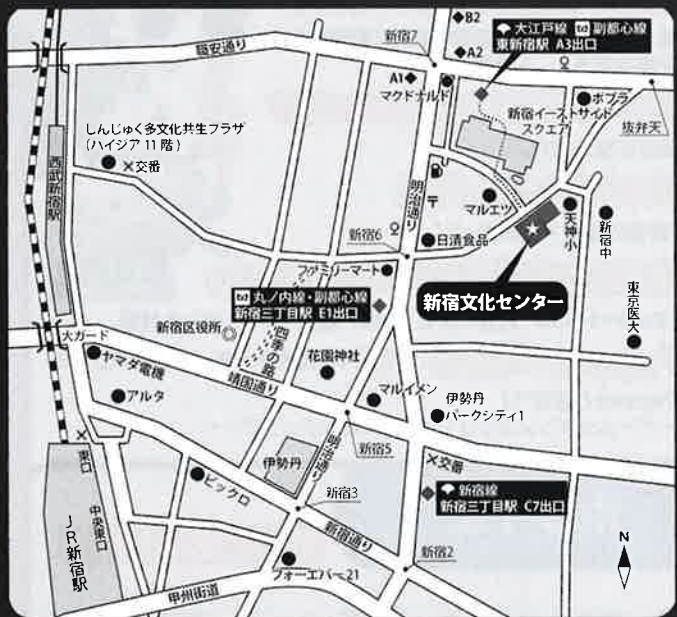 B2
新宿7
A2
大江戸線 副都心線
東新宿駅 A3出口
職安通り
A1
マクドナルド
新宿イーストサイド
スクエア
ポプラ
抜弁天
しんじゅく多文化共生プラザ
(ハイジア11階)
交番
西武新宿駅
明治通り
〒
マルエツ
天神小
新宿中
新宿6
日清食品
ファミリーマート
新宿文化センター
東京医大
丸ノ内線・副都心線
新宿三丁目駅 E1出口
新宿区役所
四季の路
大ガード
ヤマダ電機
花園神社
靖国通り
アルタ
マルイメン
伊勢丹
パークシティ1
東口
伊勢丹
明治通り
新宿5
交番
ビックロ
新宿3
新宿線
新宿三丁目駅 C7出口
中央東口
JR新宿駅
新宿通り
新宿2
フォーエバー21
甲州街道
N